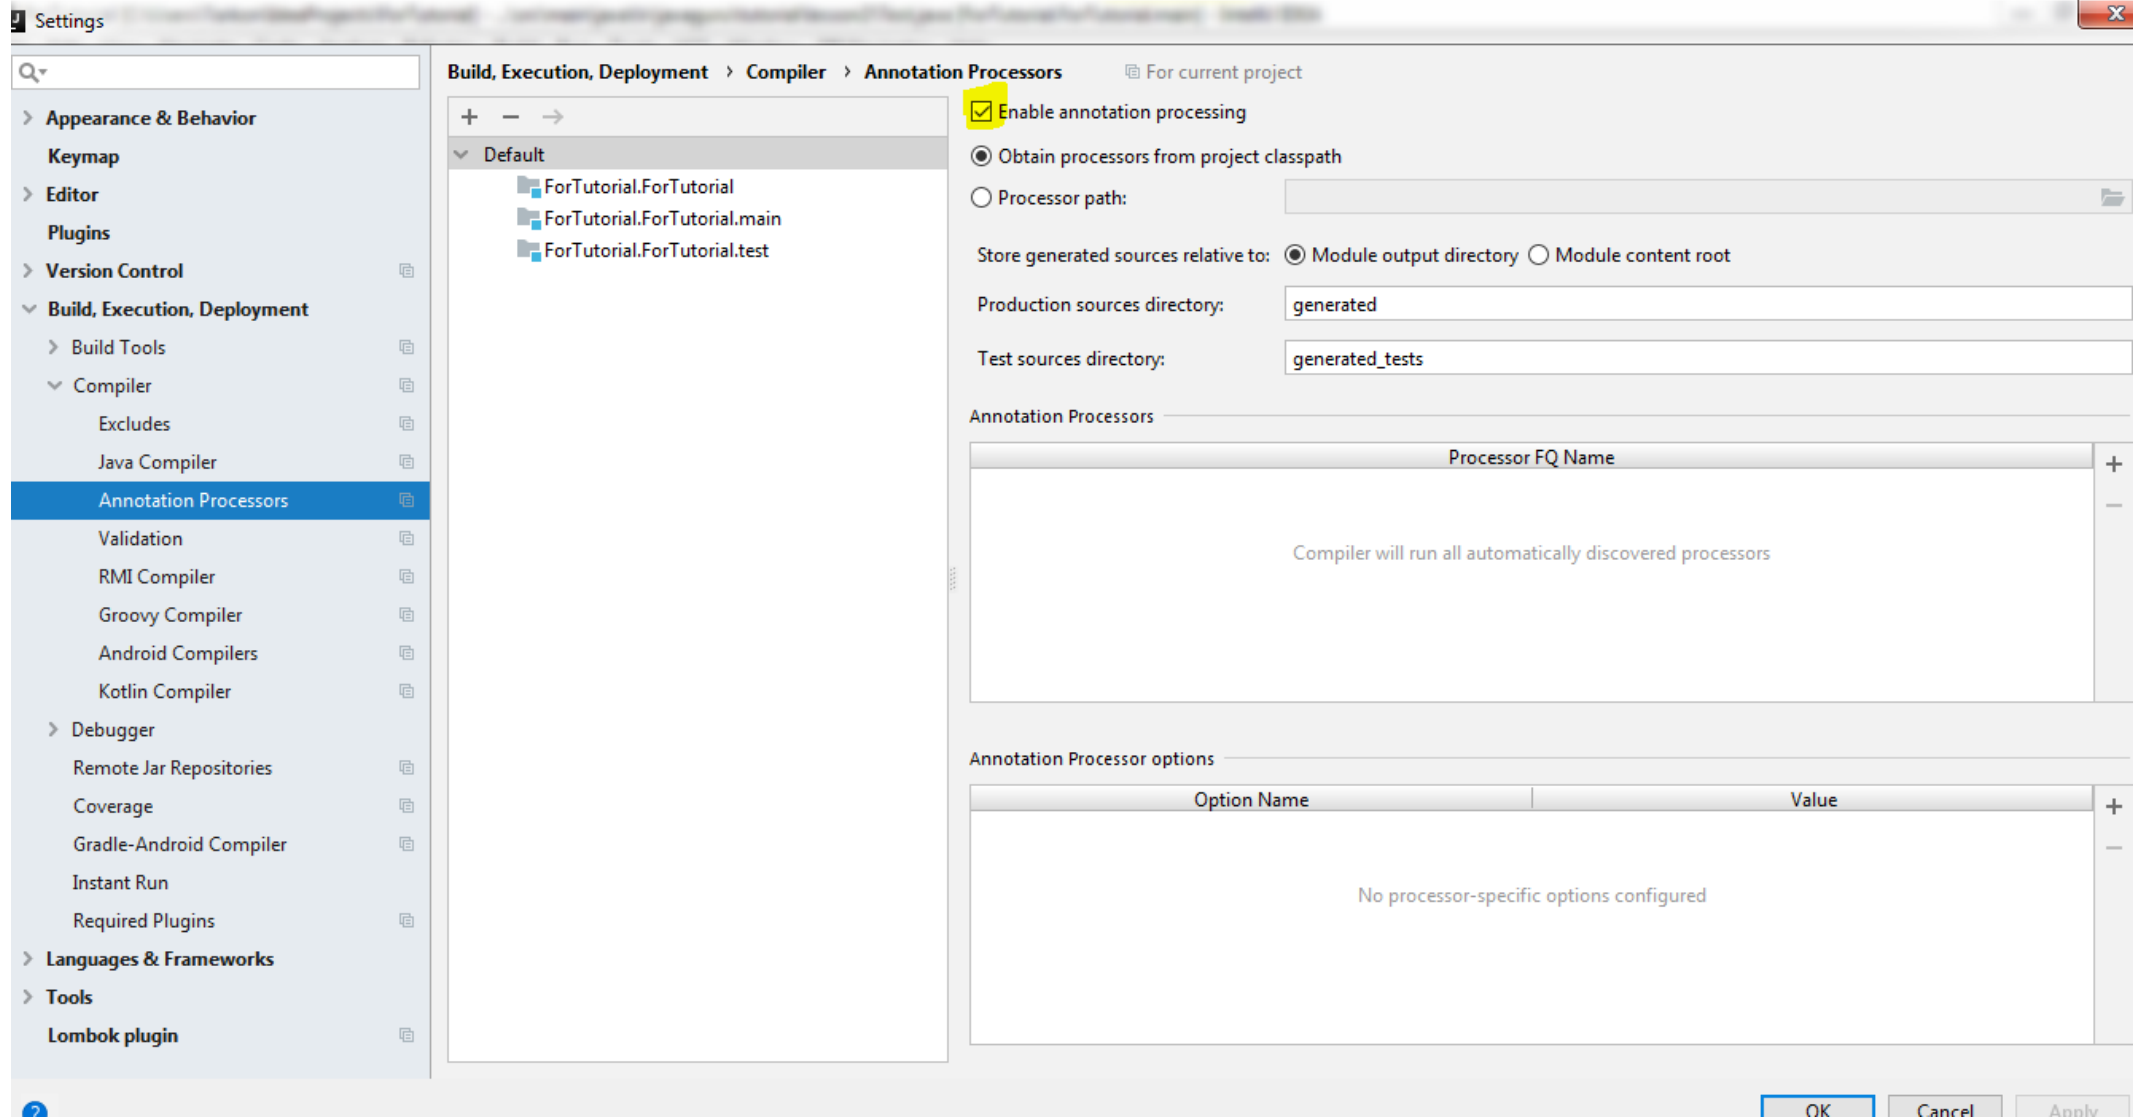 Settings
Appearance & Behavior
Keymap
Editor
Plugins
Version Control
Build, Execution, Deployment
Build Tools
Compiler
Excludes
Java Compiler
Annotation Processors
Validation
RMI Compiler
Groovy Compiler
Android Compilers
Kotlin Compiler
Debugger
Remote Jar Repositories
Coverage
Gradle-Android Compiler
Instant Run
Required Plugins
Languages & Frameworks
Tools
Lombok plugin
Build, Execution, Deployment › Compiler › Annotation Processors For current project
Default
ForTutorial.ForTutorial
ForTutorial.ForTutorial.main
ForTutorial.ForTutorial.test
Enable annotation processing
Obtain processors from project classpath
Processor path:
Store generated sources relative to: Module output directory Module content root
Production sources directory: generated
Test sources directory: generated_tests
Annotation Processors
Processor FQ Name
Compiler will run all automatically discovered processors
Annotation Processor options
Option Name Value
No processor-specific options configured
? OK Cancel Apply